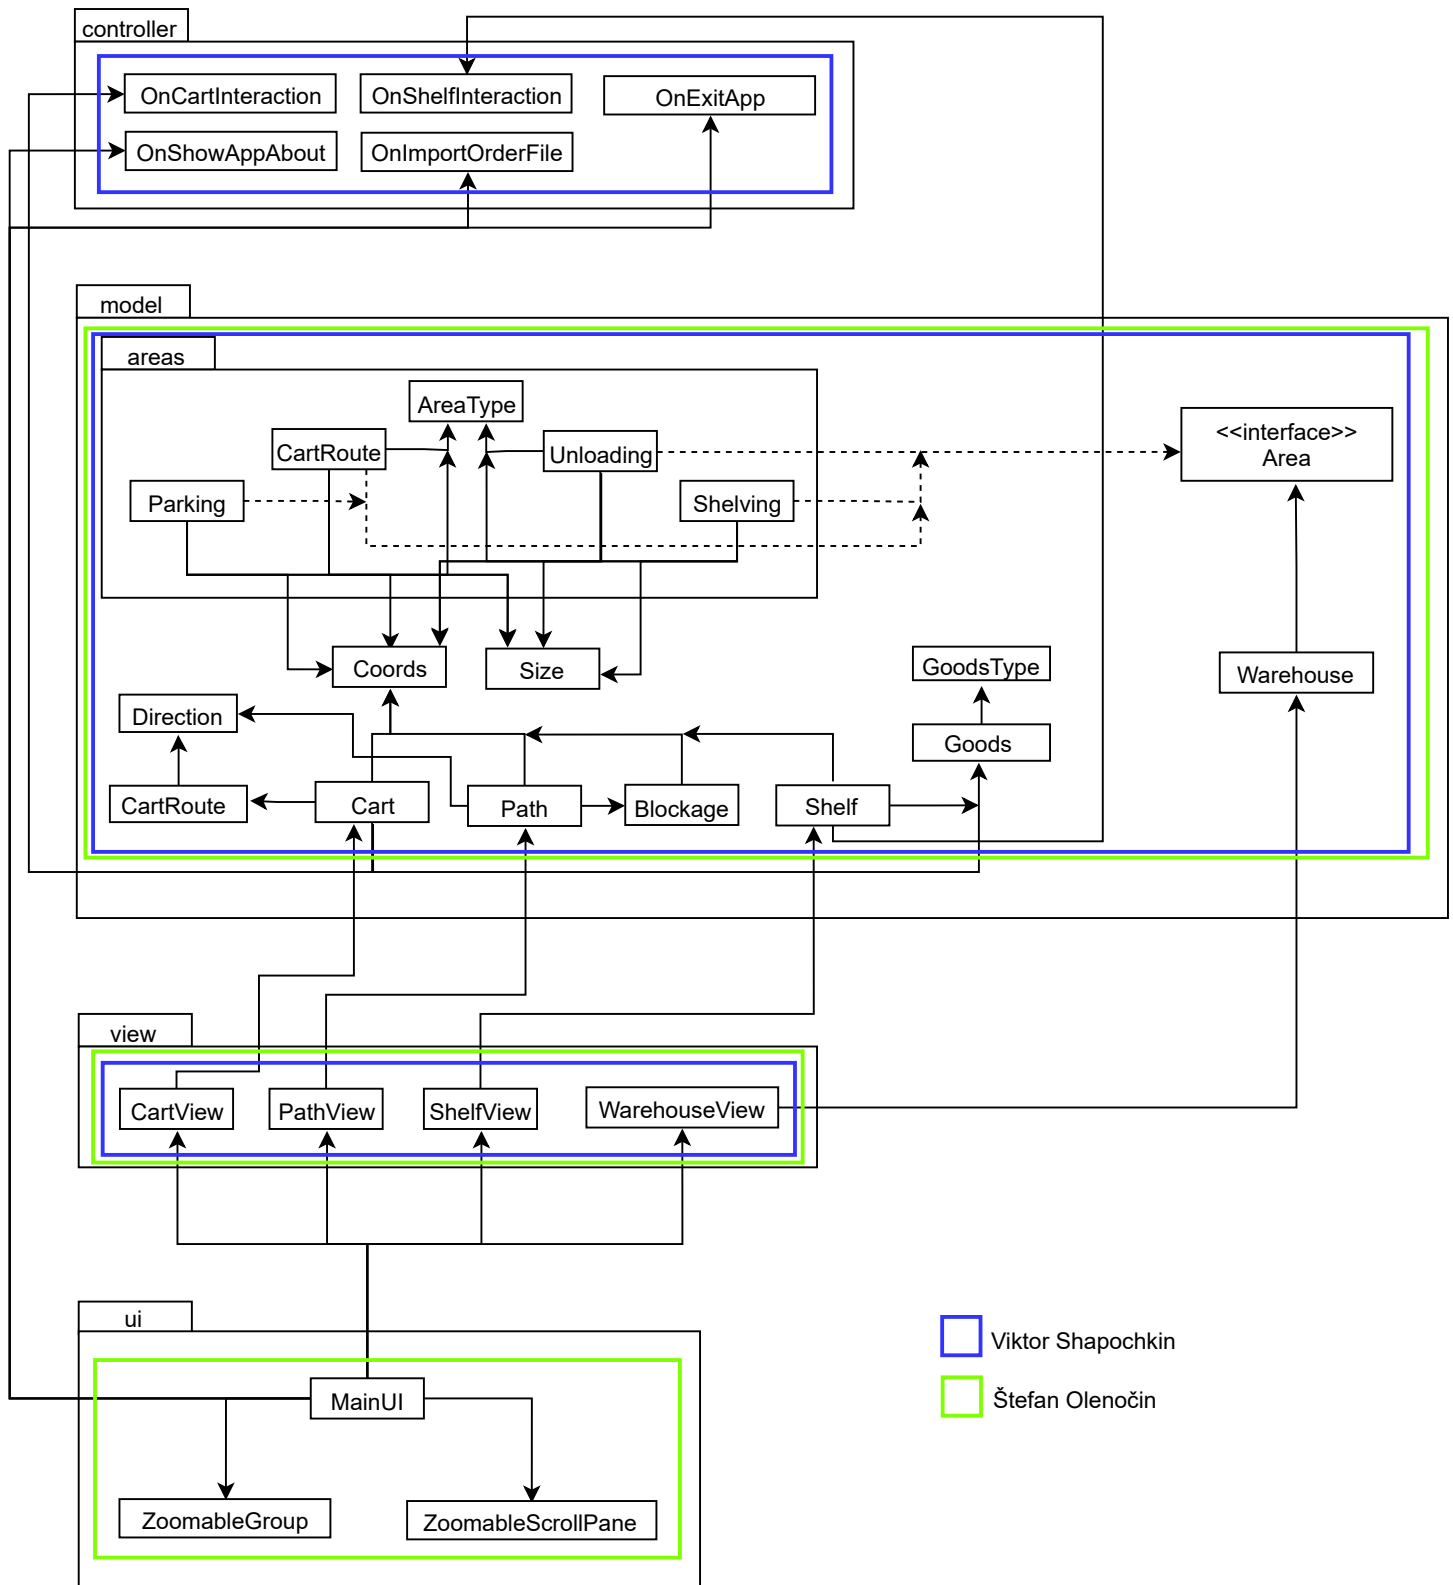 controller
OnCartInteraction
OnShelfInteraction
OnExitApp
OnShowAppAbout
OnImportOrderFile
model
areas
AreaType
CartRoute
Unloading
<<interface>>
Area
Parking
Shelving
Coords
Size
GoodsType
Warehouse
Direction
Goods
CartRoute
Cart
Path
Blockage
Shelf
view
CartView
PathView
ShelfView
WarehouseView
ui
Viktor Shapochkin
MainUI
Štefan Olenočin
ZoomableGroup
ZoomableScrollPane